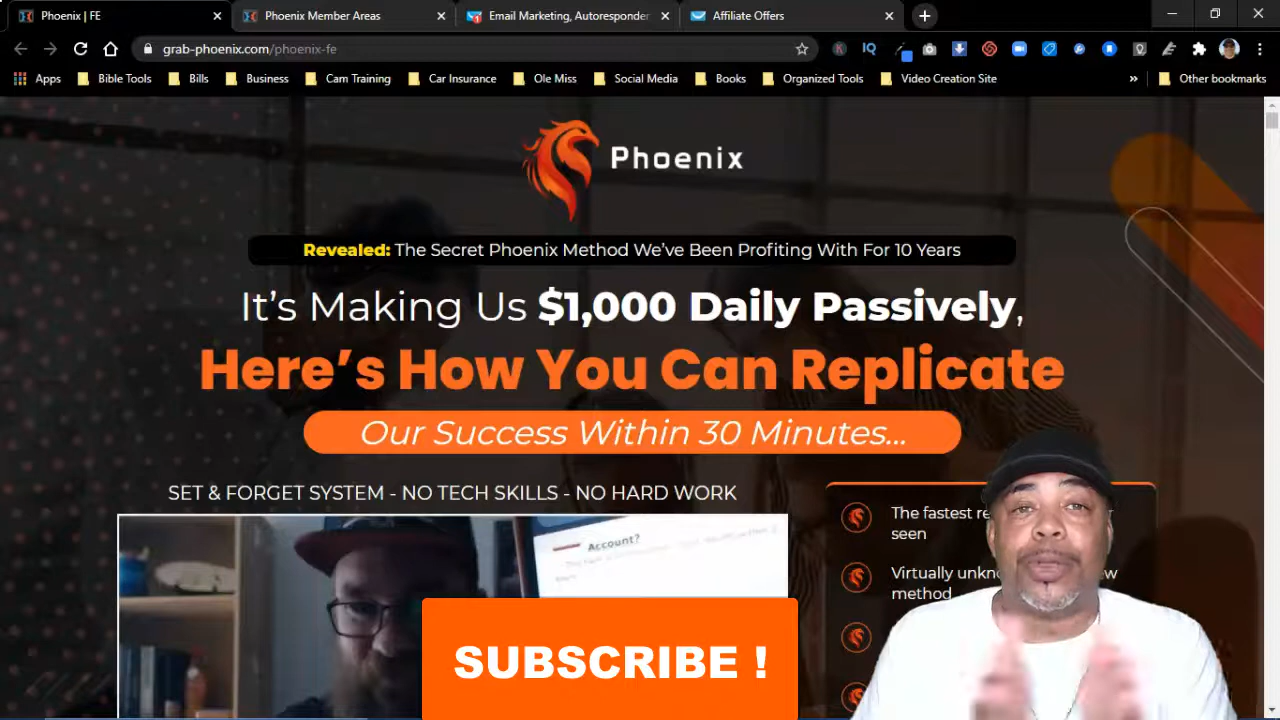 Phoenix | FE
Phoenix Member Areas
Email Marketing, Autoresponder
Affiliate Offers
grab-phoenix.com/phoenix-fe
Apps
Bible Tools
Bills
Business
Cam Training
Car Insurance
Ole Miss
Social Media
Books
Organized Tools
Video Creation Site
»
Other bookmarks
Phoenix
Revealed: The Secret Phoenix Method We've Been Profiting With For 10 Years
It's Making Us $1,000 Daily Passively,
Here's How You Can Replicate
Our Success Within 30 Minutes...
SET & FORGET SYSTEM - NO TECH SKILLS - NO HARD WORK
The fastest
seen
Virtually
method
Account?
SUBSCRIBE !